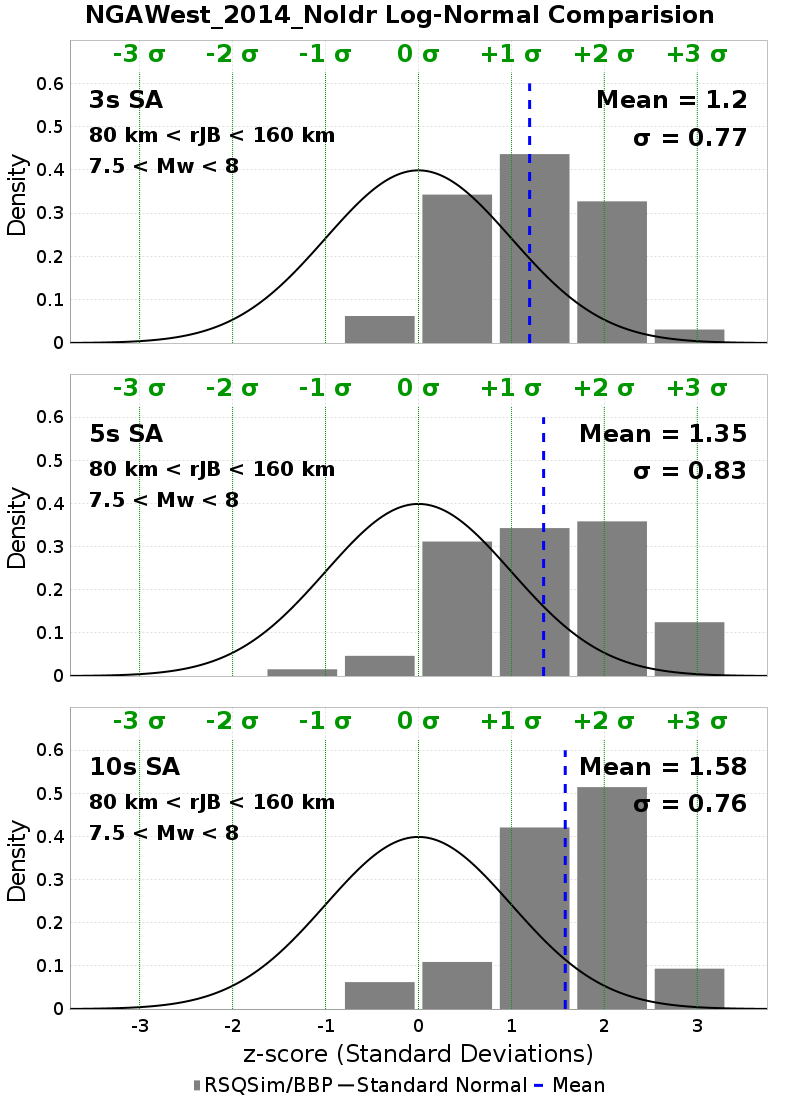 NGAWest_2014_NoIdr Log-Normal Comparision
-3 σ -2 σ -1 σ 0 σ +1 σ +2 σ +3 σ
0.6
3s SA Mean = 1.2
0.5
80 km < rJB < 160 km σ = 0.77
7.5 < Mw < 8
0.4
Density
0.3
0.2
0.1
0
-3 σ -2 σ -1 σ 0 σ +1 σ +2 σ +3 σ
0.6
5s SA Mean = 1.35
0.5
80 km < rJB < 160 km σ = 0.83
7.5 < Mw < 8
0.4
Density
0.3
0.2
0.1
0
-3 σ -2 σ -1 σ 0 σ +1 σ +2 σ +3 σ
0.6
10s SA Mean = 1.58
0.5
80 km < rJB < 160 km σ = 0.76
7.5 < Mw < 8
0.4
Density
0.3
0.2
0.1
0
-3 -2 -1 0 1 2 3
z-score (Standard Deviations)
RSQSim/BBP Standard Normal Mean